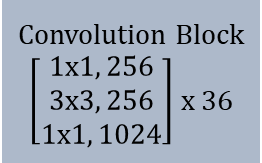 Convolution Block
1x1, 256
3x3, 256 x 36
1x1, 1024